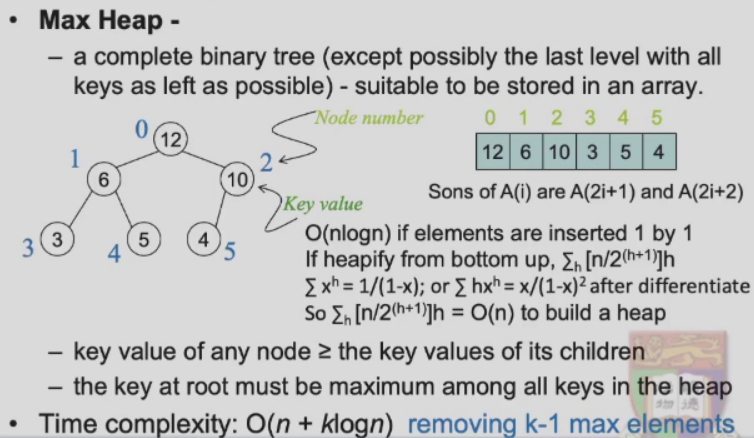 • Max Heap -
– a complete binary tree (except possibly the last level with all
keys as left as possible) - suitable to be stored in an array.
Node number
0 1 2 3 4 5
0
12
12 6 10 3 5 4
1
6
2
10
Sons of A(i) are A(2i+1) and A(2i+2)
Key value
3
3
4
5
4
5
O(nlogn) if elements are inserted 1 by 1
If heapify from bottom up, ∑h [n/2(h+1)]h
∑ xʰ = 1/(1-x); or ∑ hxʰ = x/(1-x)² after differentiate
So ∑h [n/2(h+1)]h = O(n) to build a heap
– key value of any node ≥ the key values of its children
– the key at root must be maximum among all keys in the heap
• Time complexity: O(n + klogn) removing k-1 max elements